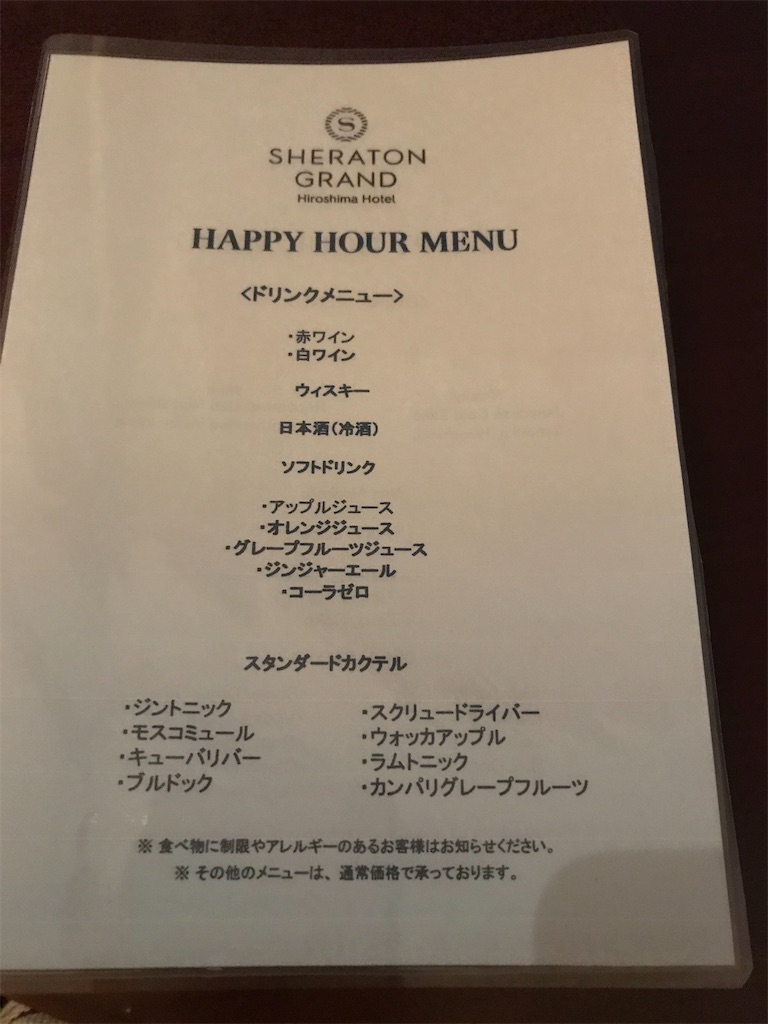 S
SHERATON
GRAND
Hiroshima Hotel
HAPPY HOUR MENU
<ドリンクメニュー>
・赤ワイン
・白ワイン
ウィスキー
日本酒(冷酒)
ソフトドリンク
・アップルジュース
・オレンジジュース
・グレープフルーツジュース
・ジンジャーエール
・コーラゼロ
スタンダードカクテル
・ジントニック
・モスコミュール
・キューバリバー
・ブルドック
・スクリュードライバー
・ウォッカアップル
・ラムトニック
・カンパリグレープフルーツ
※ 食べ物に制限やアレルギーのあるお客様はお知らせください。
※ その他のメニューは、通常価格で承っております。